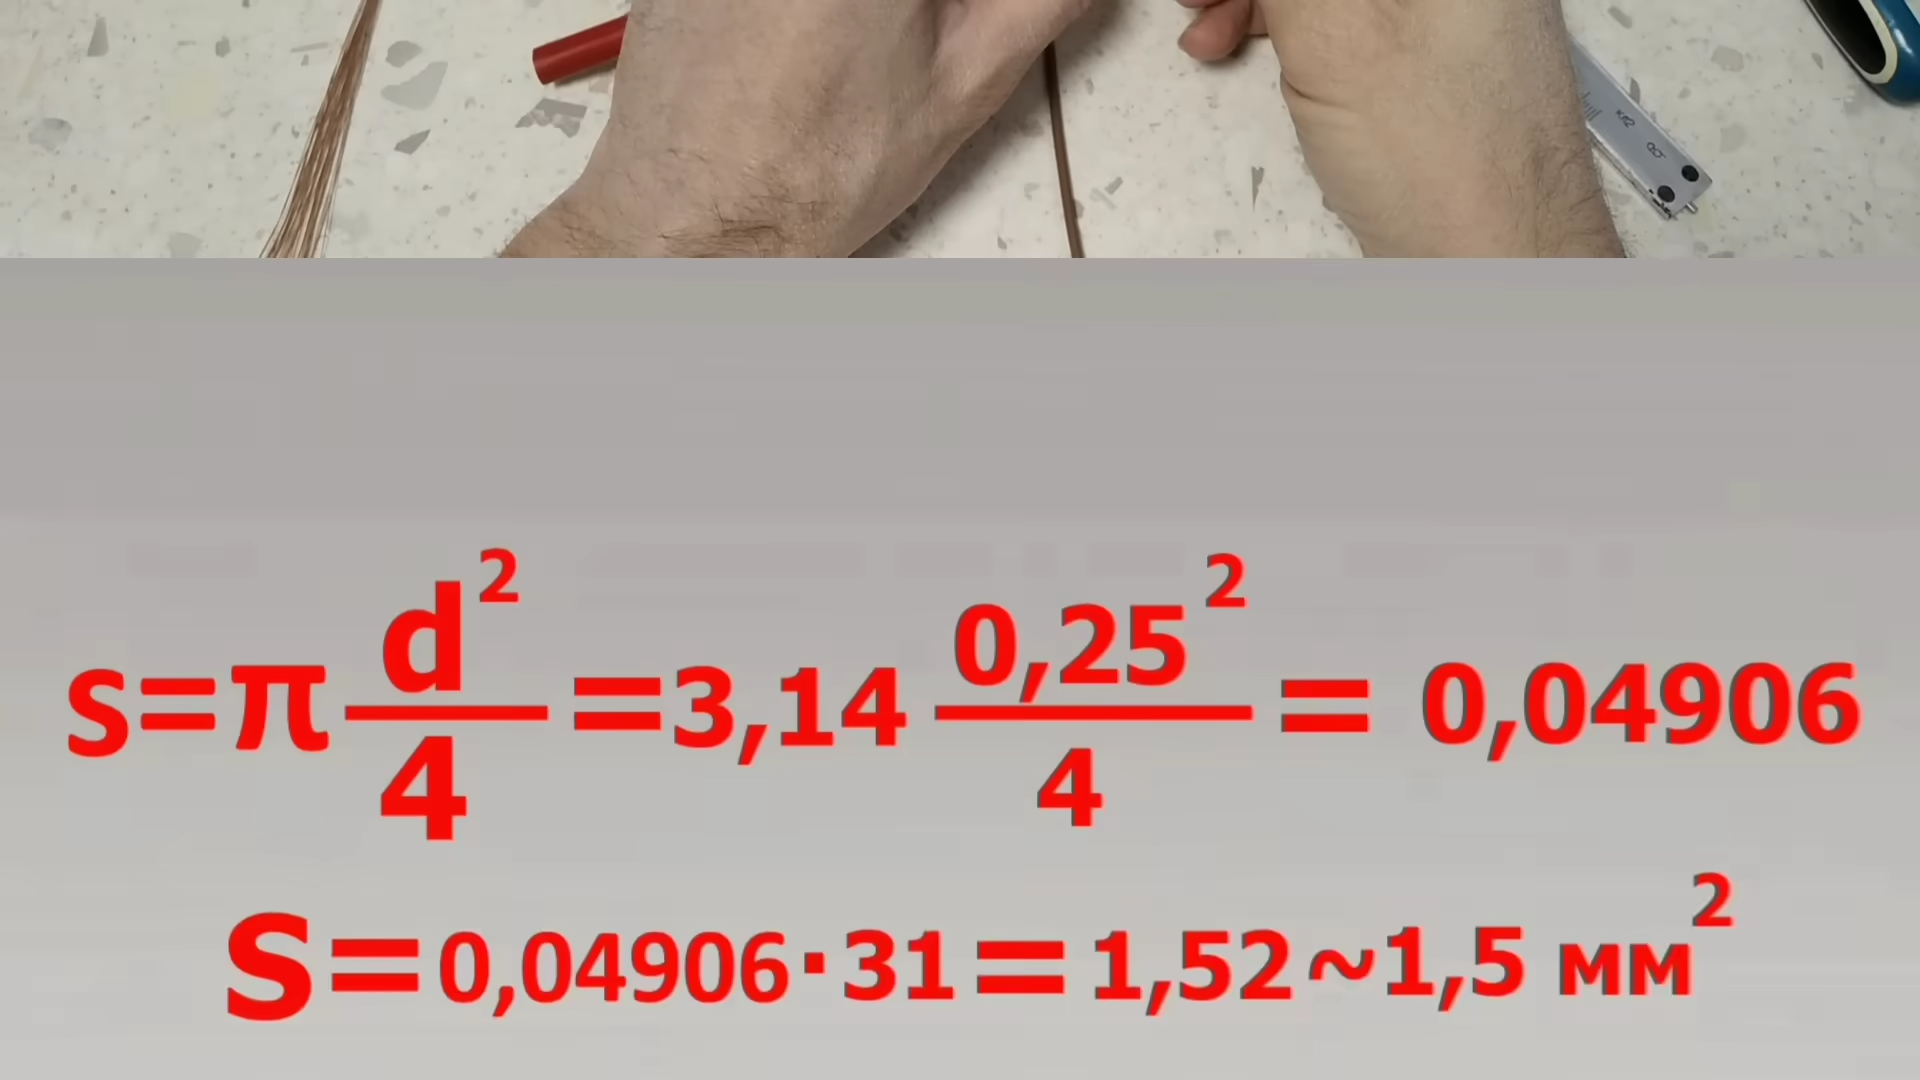 S=π d²/4 =3,14 0,25²/4 = 0,04906
S=0,04906·31=1,52~1,5 мм²